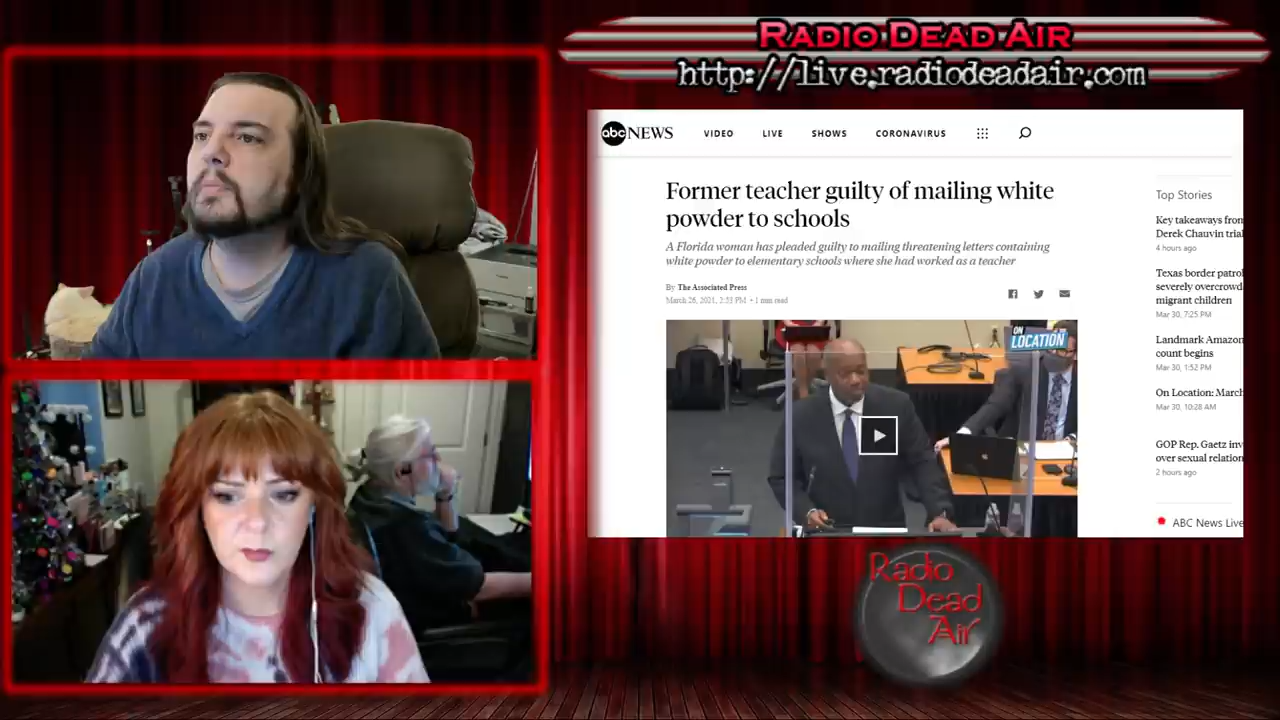 RADIO DEAD AIR
http://live.radiodeadair.com
abc NEWS VIDEO LIVE SHOWS CORONAVIRUS
Former teacher guilty of mailing white
powder to schools
A Florida woman has pleaded guilty to mailing threatening letters containing
white powder to elementary schools where she had worked as a teacher
By The Associated Press
March 26, 2021, 2:53 PM • 1 min read
ON
LOCATION
Top Stories
Key takeaways from
Derek Chauvin trial
4 hours ago
Texas border patrol
severely overcrowd
migrant children
Mar 30, 7:25 PM
Landmark Amazon
count begins
Mar 30, 1:52 PM
On Location: March
Mar 30, 10:28 AM
GOP Rep. Gaetz inv
over sexual relation
2 hours ago
ABC News Live
Radio
Dead
Air